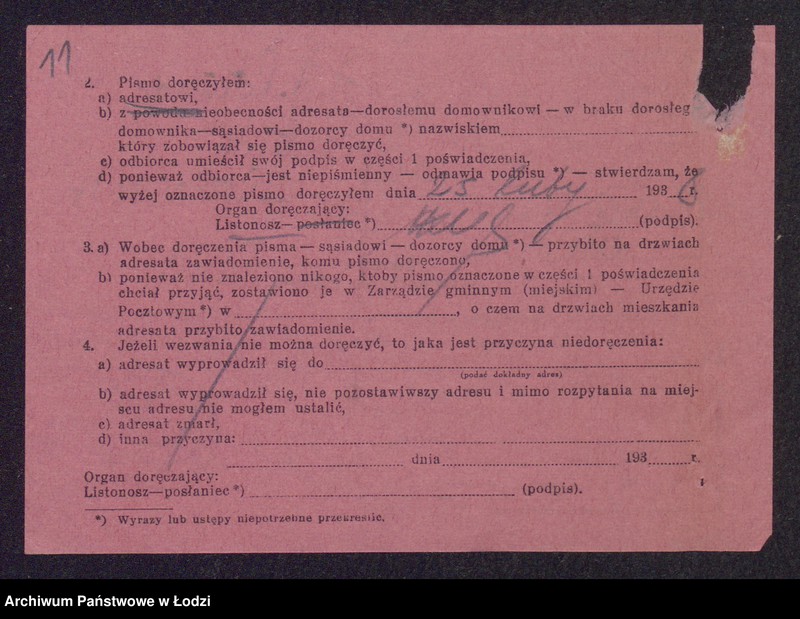 11
2. Pismo doręczyłem:
a) adresatowi,
b) z powodu nieobecności adresata—dorosłemu domownikowi — w braku dorosłeg
domownika—sąsiadowi—dozorcy domu *) nazwiskiem
który zobowiązał się pismo doręczyć,
c) odbiorca umieścił swój podpis w części 1 poświadczenia,
d) ponieważ odbiorca—jest niepiśmienny — odmawia podpisu *) — stwierdzam, że
wyżej oznaczone pismo doręczyłem dnia 25 luty 193 r.
Organ doręczający:
Listonosz—posłaniec *) (podpis).
3. a) Wobec doręczenia pisma — sąsiadowi — dozorcy domu *) — przybito na drzwiach
adresata zawiadomienie, komu pismo doręczono,
b) ponieważ nie znaleziono nikogo, ktoby pismo oznaczone w części 1 poświadczenia
chciał przyjąć, zostawiono je w Zarządzie gminnym (miejskim) — Urzędzie
Pocztowym *) w , o czem na drzwiach mieszkania
adresata przybito zawiadomienie.
4. Jeżeli wezwania nie można doręczyć, to jaka jest przyczyna niedoręczenia:
a) adresat wyprowadził się do
(podać dokładny adres)
b) adresat wyprowadził się, nie pozostawiwszy adresu i mimo rozpytania na miej-
scu adresu nie mogłem ustalić,
c) adresat zmarł,
d) inna przyczyna:
dnia 193 r.
Organ doręczający:
Listonosz—posłaniec *) (podpis).
*) Wyrazy lub ustępy niepotrzebne przekreślić.
Archiwum Państwowe w Łodzi